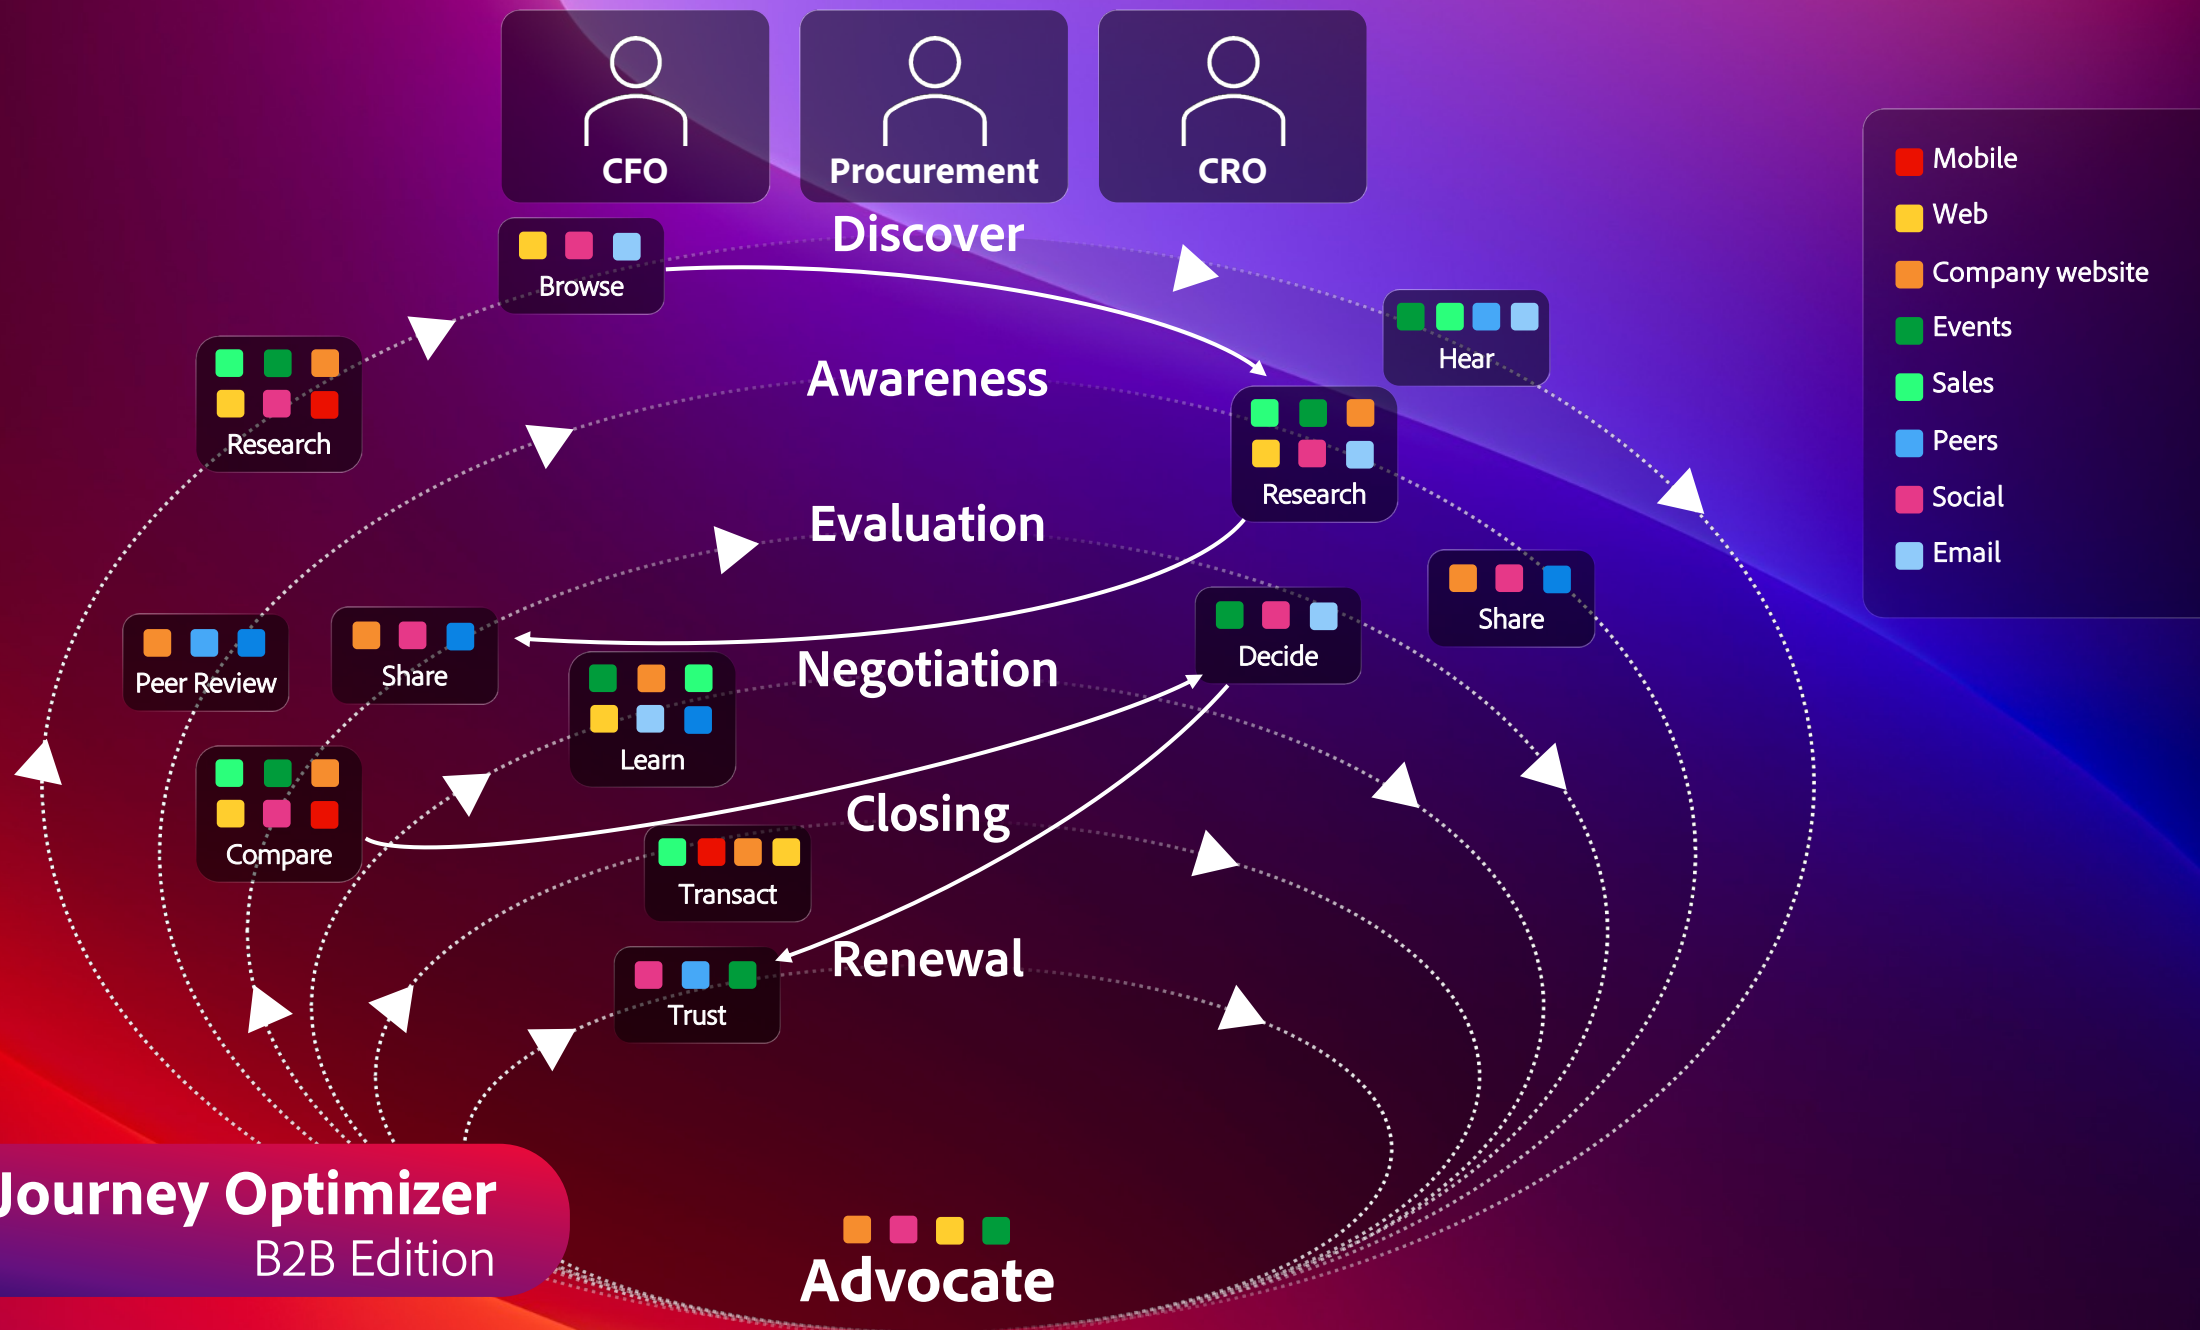 CFO
Procurement
CRO
Discover
Browse
Hear
Research
Awareness
Research
Evaluation
Share
Decide
Peer Review
Share
Negotiation
Learn
Compare
Closing
Transact
Renewal
Trust
Journey Optimizer
B2B Edition
Advocate
Mobile
Web
Company website
Events
Sales
Peers
Social
Email